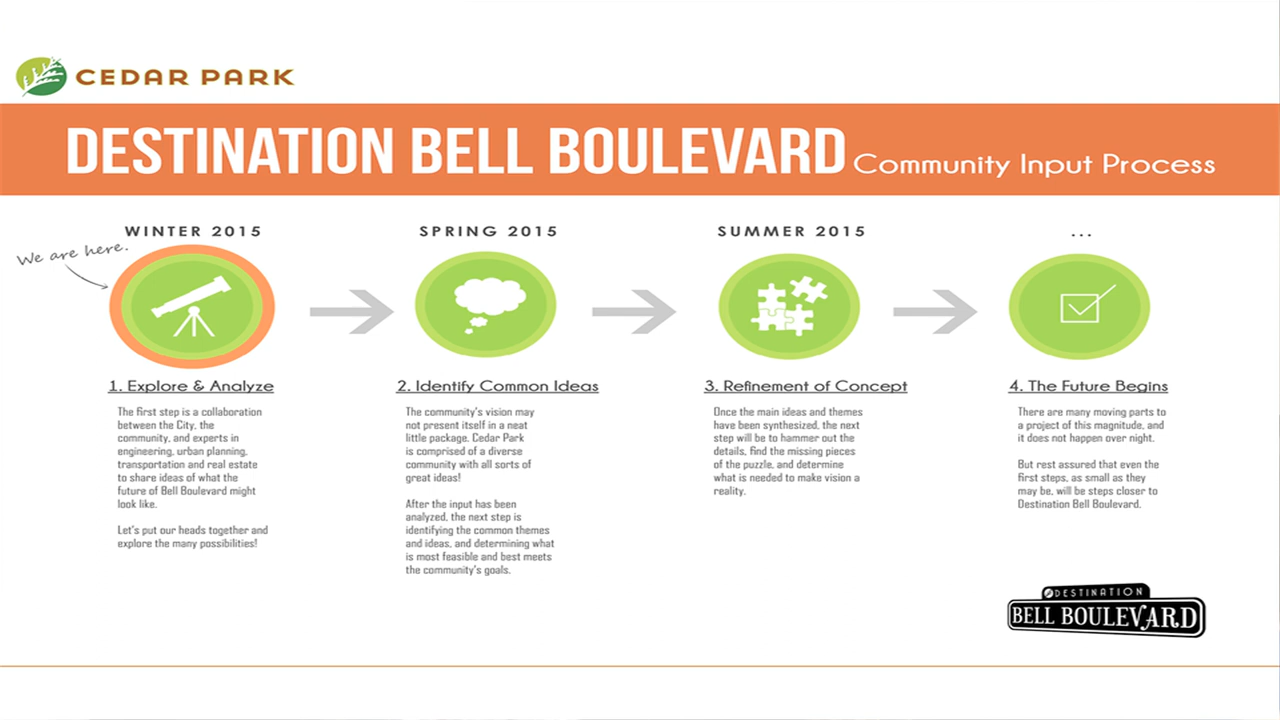 CEDAR PARK
DESTINATION BELL BOULEVARD Community Input Process
WINTER 2015
We are here.
1. Explore & Analyze
The first step is a collaboration
between the City, the
community, and experts in
engineering, urban planning,
transportation and real estate
to share ideas of what the
future of Bell Boulevard might
look like.
Let's put our heads together and
explore the many possibilities!
SPRING 2015
2. Identify Common Ideas
The community's vision may
not present itself in a neat
little package. Cedar Park
is comprised of a diverse
community with all sorts of
great ideas!
After the input has been
analyzed, the next step is
identifying the common themes
and ideas, and determining what
is most feasible and best meets
the community's goals.
SUMMER 2015
3. Refinement of Concept
Once the main ideas and themes
have been synthesized, the next
step will be to hammer out the
details, find the missing pieces
of the puzzle, and determine
what is needed to make vision a
reality.
...
4. The Future Begins
There are many moving parts to
a project of this magnitude, and
it does not happen over night.
But rest assured that even the
first steps, as small as they
may be, will be steps closer to
Destination Bell Boulevard.
DESTINATION
BELL BOULEVARD